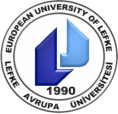 EUROPEAN UNIVERSITY OF LEFKE
1990
LEFKE AVRUPA ÜNİVERSİTESİ